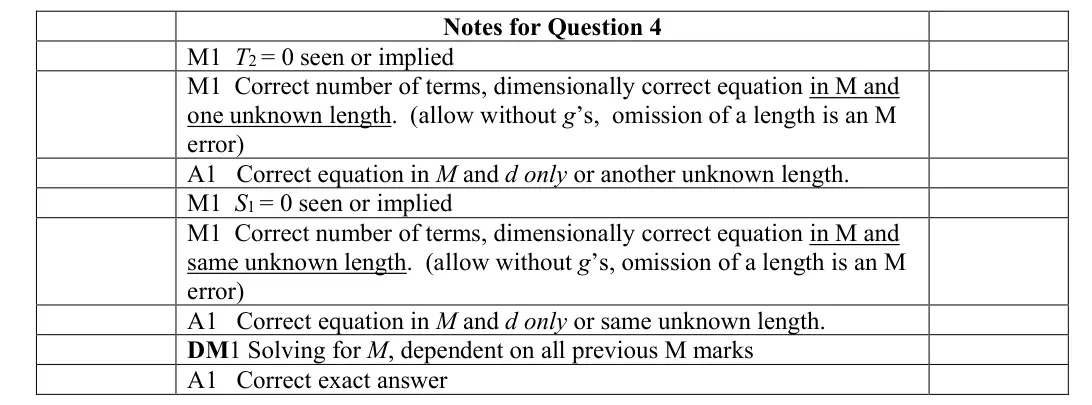 Notes for Question 4
M1 T2 = 0 seen or implied
M1 Correct number of terms, dimensionally correct equation in M and
one unknown length. (allow without g’s, omission of a length is an M
error)
A1 Correct equation in M and d only or another unknown length.
M1 S1 = 0 seen or implied
M1 Correct number of terms, dimensionally correct equation in M and
same unknown length. (allow without g’s, omission of a length is an M
error)
A1 Correct equation in M and d only or same unknown length.
DM1 Solving for M, dependent on all previous M marks
A1 Correct exact answer